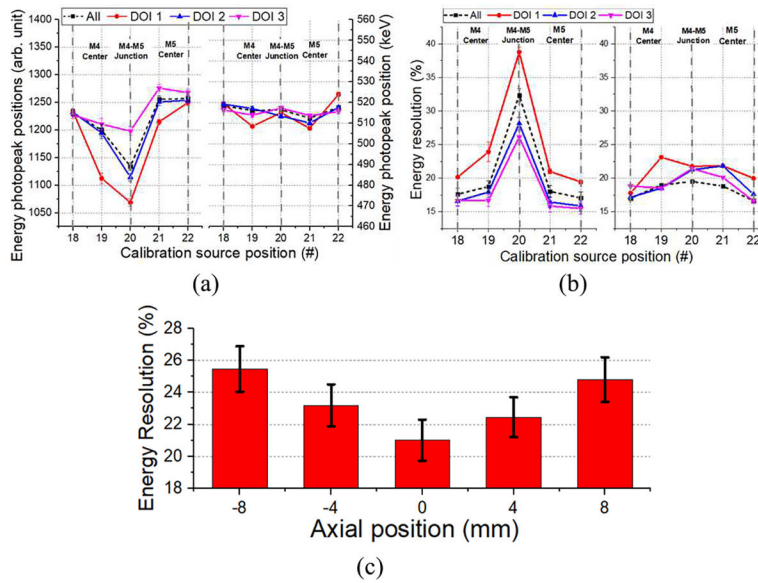 (a)
All DOI 1 DOI 2 DOI 3
Energy photopeak positions (arb. unit)
1400
1350
1300
1250
1200
1150
1100
1050
M4 Center
M4-M5 Junction
M5 Center
M4 Center
M4-M5 Junction
M5 Center
18 19 20 21 22 18 19 20 21 22
Calibration source position (#)
Energy photopeak position (keV)
560
550
540
530
520
510
500
490
480
470
460
(a)
(b)
All DOI 1 DOI 2 DOI 3
Energy resolution (%)
40
35
30
25
20
15
M4 Center
M4-M5 Junction
M5 Center
M4 Center
M4-M5 Junction
M5 Center
40
35
30
25
20
15
18 19 20 21 22 18 19 20 21 22
Calibration source position (#)
(b)
Energy Resolution (%)
28
26
24
22
20
18
-8 -4 0 4 8
Axial position (mm)
(c)